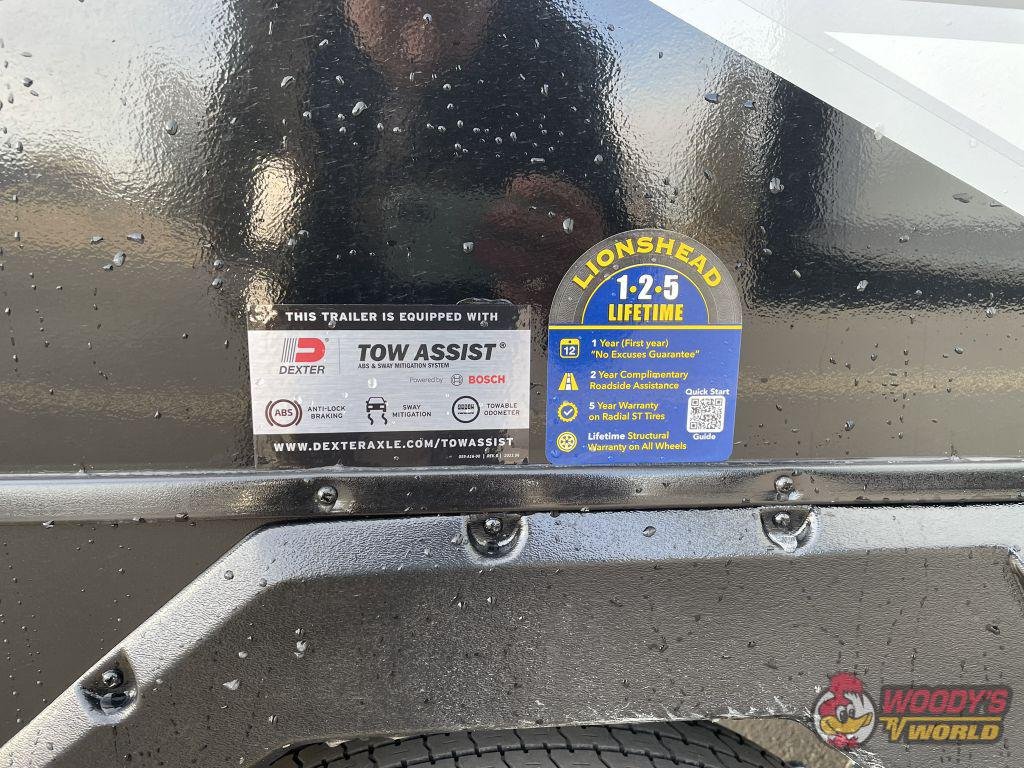 THIS TRAILER IS EQUIPPED WITH
DEXTER
TOW ASSIST®
ABS & SWAY MITIGATION SYSTEM
Powered by BOSCH
ABS
ANTI-LOCK
BRAKING
SWAY
MITIGATION
TOWABLE
ODOMETER
WWW.DEXTERAXLE.COM/TOWASSIST
LIONSHEAD
1·2·5
LIFETIME
12
1 Year (First year)
"No Excuses Guarantee"
2 Year Complimentary
Roadside Assistance
5 Year Warranty
on Radial ST Tires
Lifetime Structural
Warranty on All Wheels
Quick Start
Guide
WOODY'S
RV WORLD